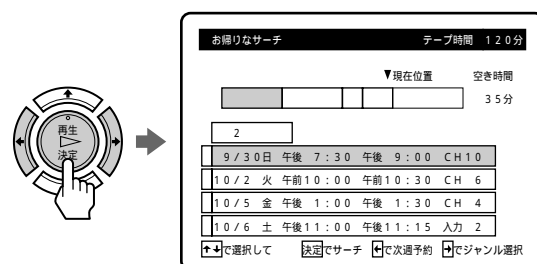 お帰りなサーチ テープ時間 120分
▼現在位置 空き時間
35分
再生
決定
2
9/30日 午後 7:30 午後 9:00 CH10
10/2 火 午前10:00 午前10:30 CH 6
10/5 金 午後 1:00 午後 1:30 CH 4
10/6 土 午後11:00 午後11:15 入力 2
↑↓で選択して 決定でサーチ ←で次週予約 →でジャンル選択